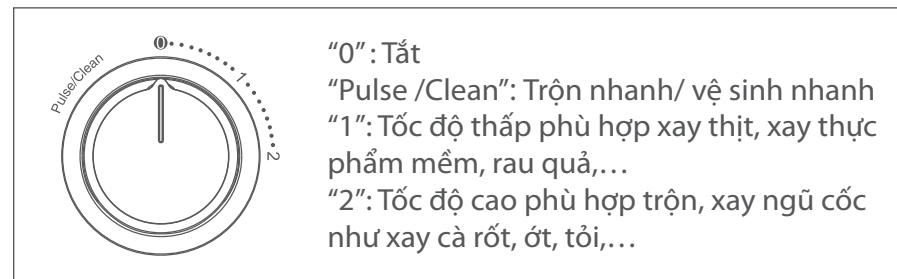 Pulse/Clean
0
1
2
“0” : Tắt
“Pulse /Clean”: Trộn nhanh/ vệ sinh nhanh
“1”: Tốc độ thấp phù hợp xay thịt, xay thực
phẩm mềm, rau quả,…
“2”: Tốc độ cao phù hợp trộn, xay ngũ cốc
như xay cà rốt, ớt, tỏi,…